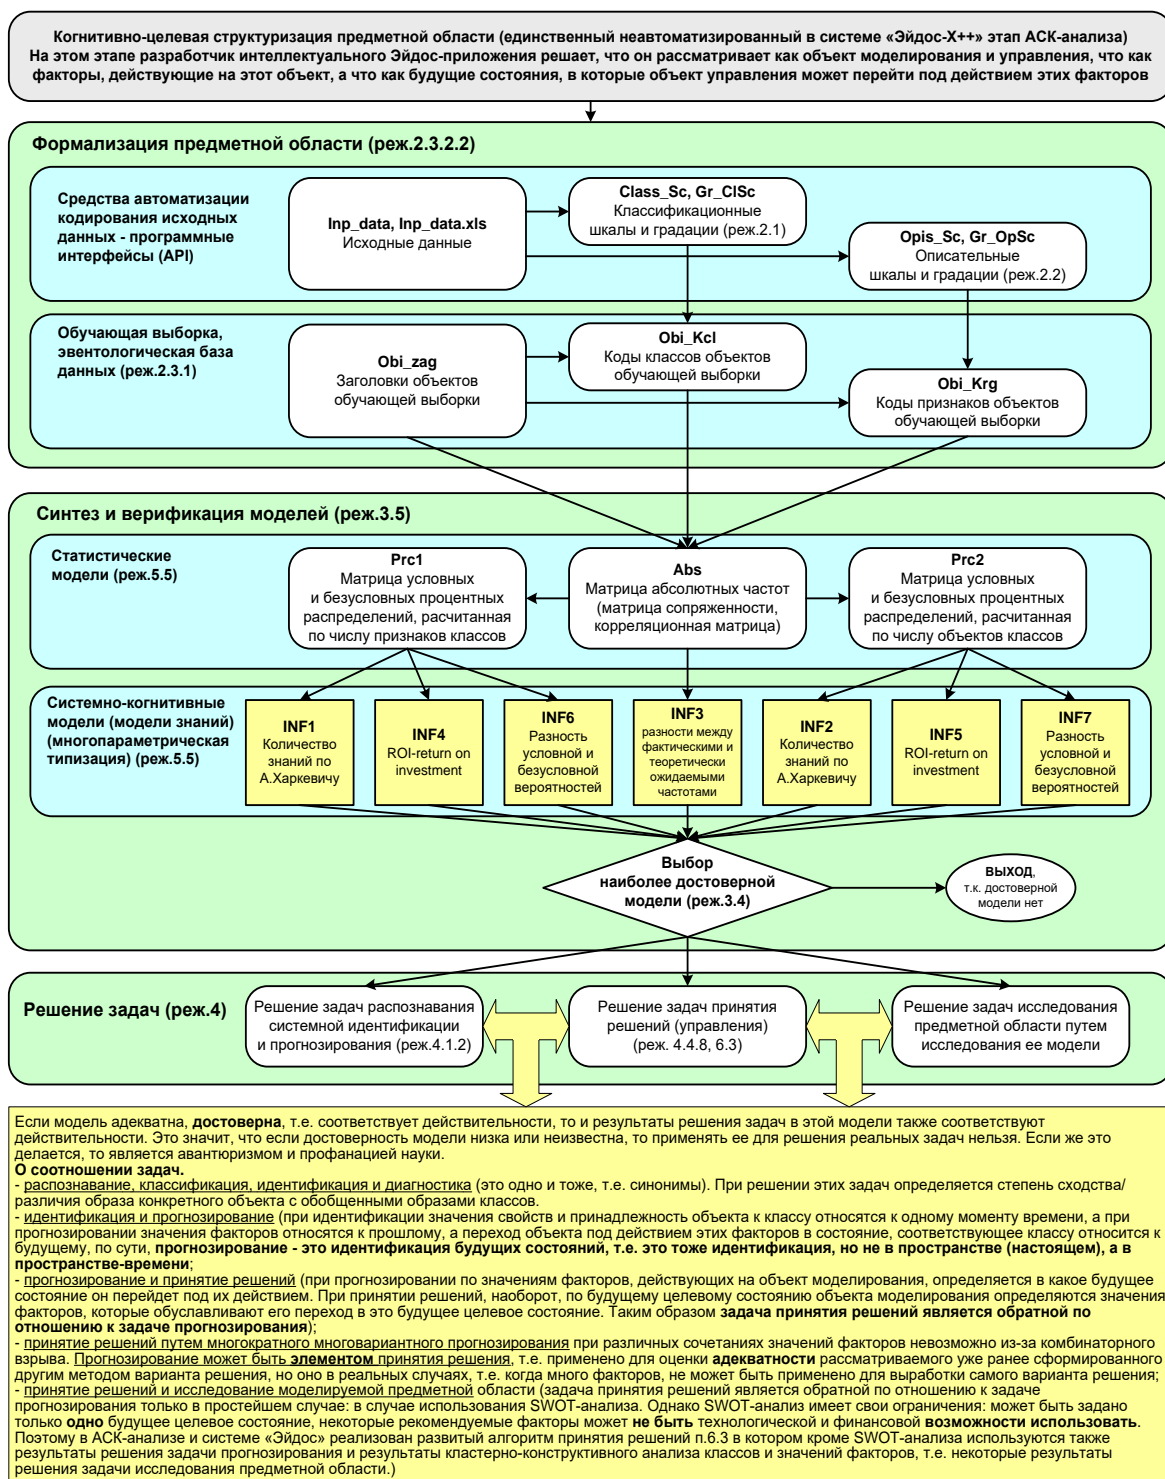 Когнитивно-целевая структуризация предметной области (единственный неавтоматизированный в системе «Эйдос-Х++» этап АСК-анализа)
На этом этапе разработчик интеллектуального Эйдос-приложения решает, что он рассматривает как объект моделирования и управления, что как
факторы, действующие на этот объект, а что как будущие состояния, в которые объект управления может перейти под действием этих факторов
Формализация предметной области (реж.2.3.2.2)
Средства автоматизации
кодирования исходных
данных - программные
интерфейсы (API)
Inp_data, Inp_data.xls
Исходные данные
Class_Sc, Gr_ClSc
Классификационные
шкалы и градации (реж.2.1)
Opis_Sc, Gr_OpSc
Описательные
шкалы и градации (реж.2.2)
Обучающая выборка,
эвентологическая база
данных (реж.2.3.1)
Obi_zag
Заголовки объектов
обучающей выборки
Obi_Kcl
Коды классов объектов
обучающей выборки
Obi_Krg
Коды признаков объектов
обучающей выборки
Синтез и верификация моделей (реж.3.5)
Статистические
модели (реж.5.5)
Prc1
Матрица условных
и безусловных процентных
распределений, расчитанная
по числу признаков классов
Abs
Матрица абсолютных частот
(матрица сопряженности,
корреляционная матрица)
Prc2
Матрица условных
и безусловных процентных
распределений, расчитанная
по числу объектов классов
Системно-когнитивные
модели (модели знаний)
(многопараметрическая
типизация) (реж.5.5)
INF1
Количество
знаний по
А.Харкевичу
INF4
ROI-return on
investment
INF6
Разность
условной и
безусловной
вероятностей
INF3
разности между
фактическими и
теоретически
ожидаемыми
частотами
INF2
Количество
знаний по
А.Харкевичу
INF5
ROI-return on
investment
INF7
Разность
условной и
безусловной
вероятностей
Выбор
наиболее достоверной
модели (реж.3.4)
ВЫХОД,
т.к. достоверной
модели нет
Решение задач (реж.4)
Решение задач распознавания
системной идентификации
и прогнозирования (реж.4.1.2)
Решение задач принятия
решений (управления)
(реж. 4.4.8, 6.3)
Решение задач исследования
предметной области путем
исследования ее модели
Если модель адекватна, достоверна, т.е. соответствует действительности, то и результаты решения задач в этой модели также соответствуют
действительности. Это значит, что если достоверность модели низка или неизвестна, то применять ее для решения реальных задач нельзя. Если же это
делается, то является авантюризмом и профанацией науки.
О соотношении задач.
- распознавание, классификация, идентификация и диагностика (это одно и тоже, т.е. синонимы). При решении этих задач определяется степень сходства/
различия образа конкретного объекта с обобщенными образами классов.
- идентификация и прогнозирование (при идентификации значения свойств и принадлежность объекта к классу относятся к одному моменту времени, а при
прогнозировании значения факторов относятся к прошлому, а переход объекта под действием этих факторов в состояние, соответствующее классу относится к
будущему, по сути, прогнозирование - это идентификация будущих состояний, т.е. это тоже идентификация, но не в пространстве (настоящем), а в
пространстве-времени;
- прогнозирование и принятие решений (при прогнозировании по значениям факторов, действующих на объект моделирования, определяется в какое будущее
состояние он перейдет под их действием. При принятии решений, наоборот, по будущему целевому состоянию объекта моделирования определяются значения
факторов, которые обуславливают его переход в это будущее целевое состояние. Таким образом задача принятия решений является обратной по
отношению к задаче прогнозирования);
- принятие решений путем многократного многовариантного прогнозирования при различных сочетаниях значений факторов невозможно из-за комбинаторного
взрыва. Прогнозирование может быть элементом принятия решения, т.е. применено для оценки адекватности рассматриваемого уже ранее сформированного
другим методом варианта решения, но оно в реальных случаях, т.е. когда много факторов, не может быть применено для выработки самого варианта решения;
- принятие решений и исследование моделируемой предметной области (задача принятия решений является обратной по отношению к задаче
прогнозирования только в простейшем случае: в случае использования SWOT-анализа. Однако SWOT-анализ имеет свои ограничения: может быть задано
только одно будущее целевое состояние, некоторые рекомендуемые факторы может не быть технологической и финансовой возможности использовать.
Поэтому в АСК-анализе и системе «Эйдос» реализован развитый алгоритм принятия решений п.6.3 в котором кроме SWOT-анализа используются также
результаты решения задачи прогнозирования и результаты кластерно-конструктивного анализа классов и значений факторов, т.е. некоторые результаты
решения задачи исследования предметной области.)